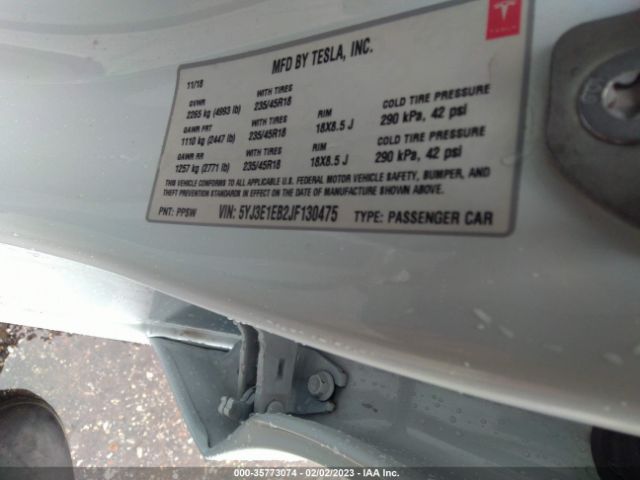 MFD BY TESLA, INC.
TESLA
11/18
GVWR WITH TIRES RIM COLD TIRE PRESSURE
2265 kg (4993 lb) 235/45R18
GAWR FRT WITH TIRES
1110 kg (2447 lb) 235/45R18 18X8.5 J 290 kPa, 42 psi
GAWR RR WITH TIRES RIM COLD TIRE PRESSURE
1257 kg (2771 lb) 235/45R18 18X8.5 J 290 kPa, 42 psi
THIS VEHICLE CONFORMS TO ALL APPLICABLE U.S. FEDERAL MOTOR VEHICLE SAFETY, BUMPER, AND
THEFT PREVENTION STANDARDS IN EFFECT ON THE DATE OF MANUFACTURE SHOWN ABOVE.
PNT: PPSW VIN: 5YJ3E1EB2JF130475 TYPE: PASSENGER CAR
000-35773074 - 02/02/2023 - IAA Inc.